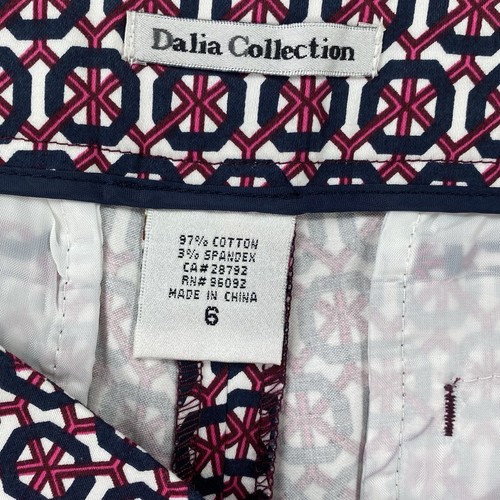 Dalia Collection
97% COTTON
3% SPANDEX
CA# 28792
RN# 96092
MADE IN CHINA
6